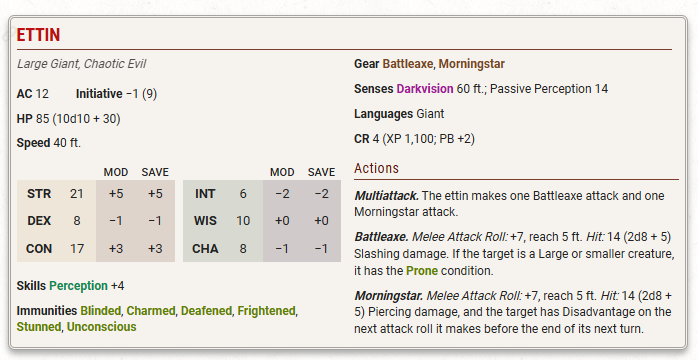 ETTIN
Large Giant, Chaotic Evil
AC 12 Initiative −1 (9)
HP 85 (10d10 + 30)
Speed 40 ft.
MOD SAVE MOD SAVE
STR 21 +5 +5 INT 6 −2 −2
DEX 8 −1 −1 WIS 10 +0 +0
CON 17 +3 +3 CHA 8 −1 −1
Skills Perception +4
Immunities Blinded, Charmed, Deafened, Frightened,
Stunned, Unconscious
Gear Battleaxe, Morningstar
Senses Darkvision 60 ft.; Passive Perception 14
Languages Giant
CR 4 (XP 1,100; PB +2)
Actions
Multiattack. The ettin makes one Battleaxe attack and one
Morningstar attack.
Battleaxe. Melee Attack Roll: +7, reach 5 ft. Hit: 14 (2d8 + 5)
Slashing damage. If the target is a Large or smaller creature,
it has the Prone condition.
Morningstar. Melee Attack Roll: +7, reach 5 ft. Hit: 14 (2d8 +
5) Piercing damage, and the target has Disadvantage on the
next attack roll it makes before the end of its next turn.